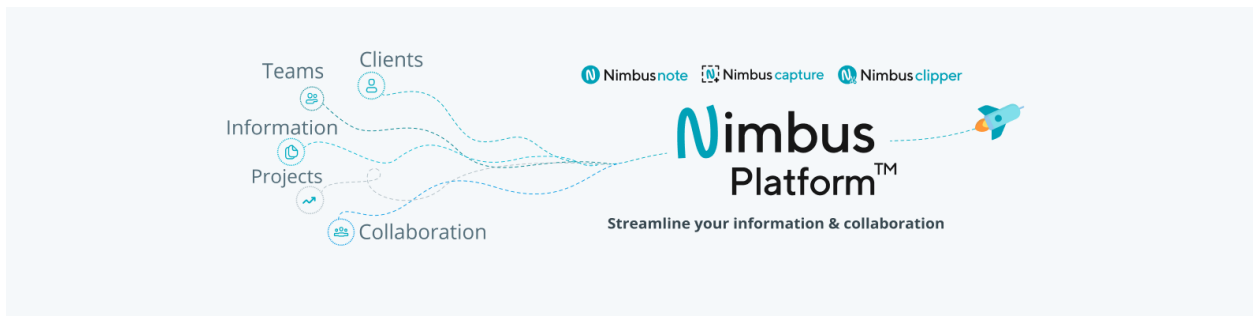 Clients
Teams
Information
Projects
Collaboration
Nimbus note
Nimbus capture
Nimbus clipper
Nimbus
Platform™
Streamline your information & collaboration